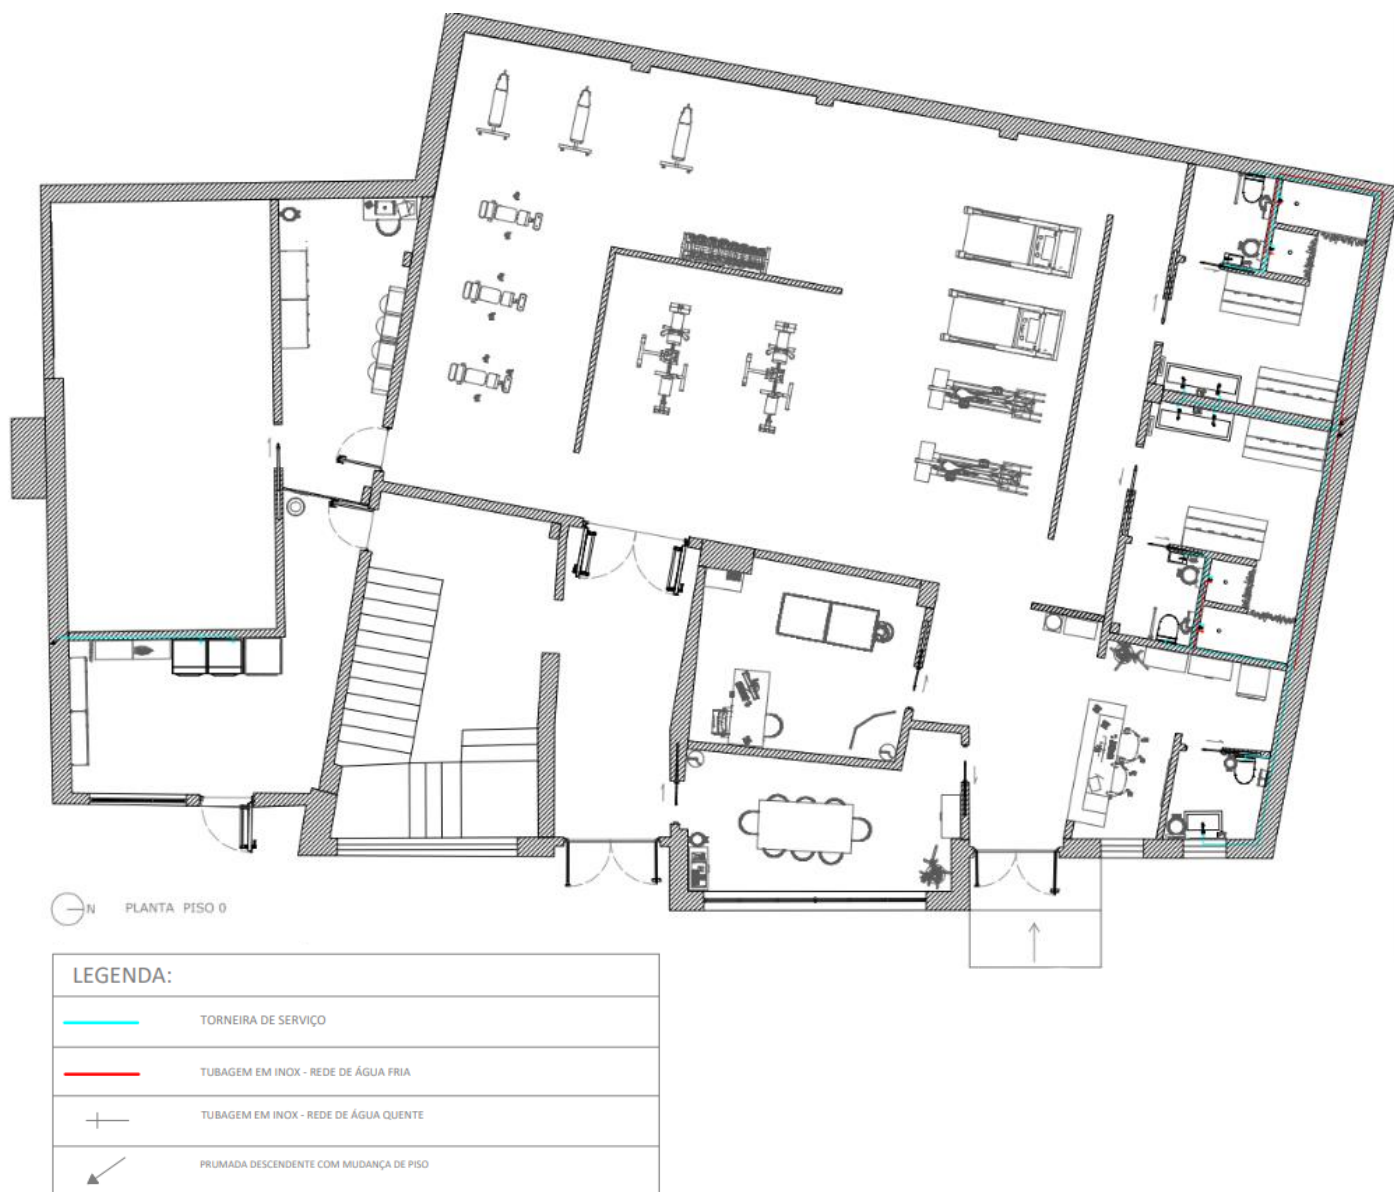 N PLANTA PISO 0
LEGENDA:
TORNEIRA DE SERVIÇO
TUBAGEM EM INOX - REDE DE ÁGUA FRIA
TUBAGEM EM INOX - REDE DE ÁGUA QUENTE
PRUMADA DESCENDENTE COM MUDANÇA DE PISO